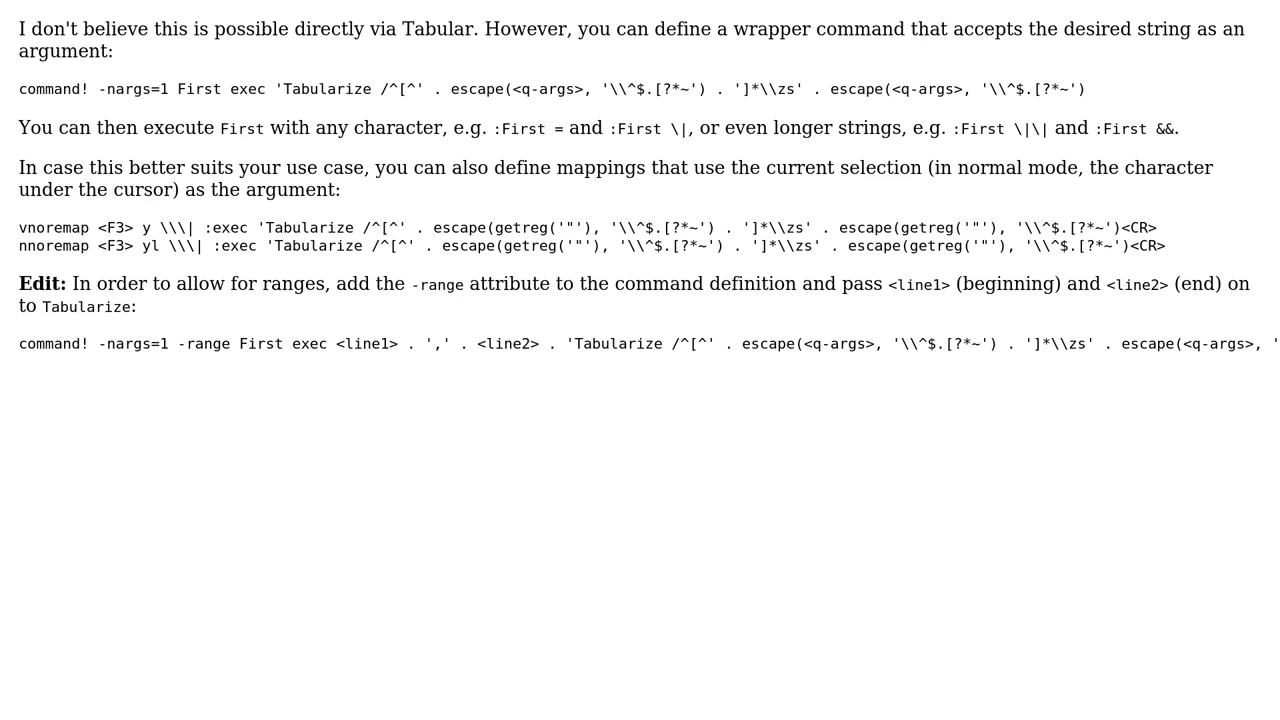 I don't believe this is possible directly via Tabular. However, you can define a wrapper command that accepts the desired string as an
argument:
command! -nargs=1 First exec 'Tabularize /^[^' . escape(<q-args>, '\\^$.[?*~') . ']*\\zs' . escape(<q-args>, '\\^$.[?*~')
You can then execute First with any character, e.g. :First = and :First \|, or even longer strings, e.g. :First \|\| and :First &&.
In case this better suits your use case, you can also define mappings that use the current selection (in normal mode, the character
under the cursor) as the argument:
vnoremap <F3> y \\\| :exec 'Tabularize /^[^' . escape(getreg('"'), '\\^$.[?*~') . ']*\\zs' . escape(getreg('"'), '\\^$.[?*~')<CR>
nnoremap <F3> yl \\\| :exec 'Tabularize /^[^' . escape(getreg('"'), '\\^$.[?*~') . ']*\\zs' . escape(getreg('"'), '\\^$.[?*~')<CR>
Edit: In order to allow for ranges, add the -range attribute to the command definition and pass <line1> (beginning) and <line2> (end) on
to Tabularize:
command! -nargs=1 -range First exec <line1> . ',' . <line2> . 'Tabularize /^[^' . escape(<q-args>, '\\^$.[?*~') . ']*\\zs' . escape(<q-args>, '